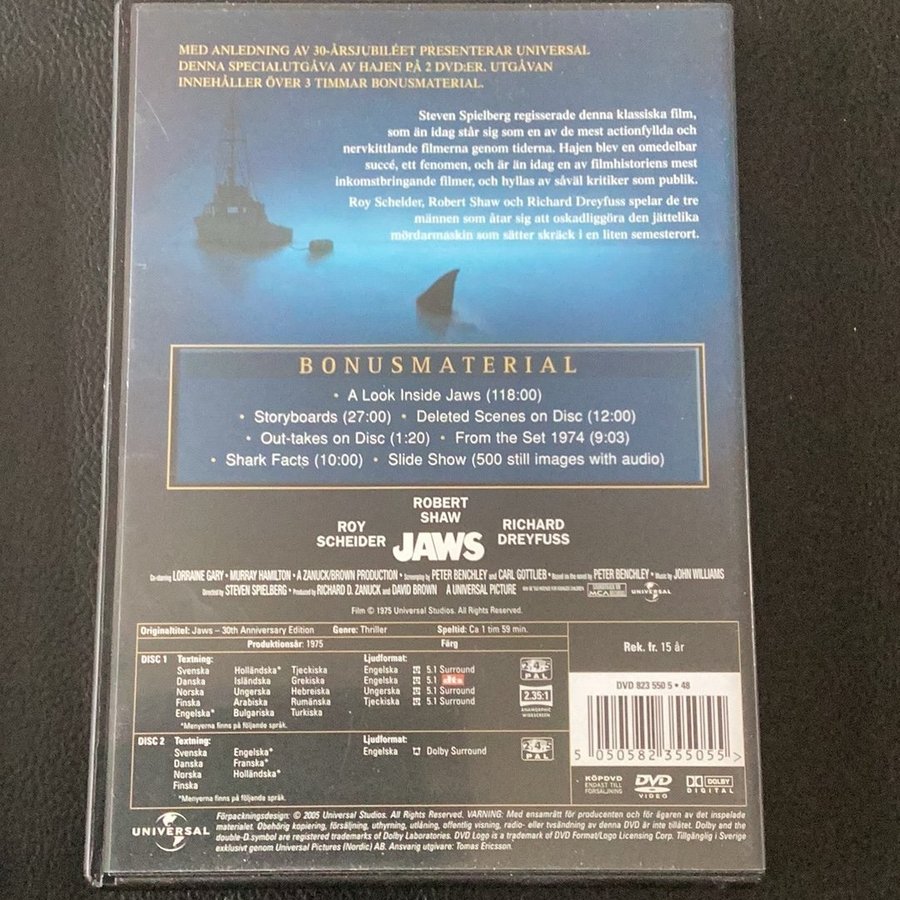 MED ANLEDNING AV 30-ÅRSJUBILÉET PRESENTERAR UNIVERSAL
DENNA SPECIALUTGÅVA AV HAJEN PÅ 2 DVD:ER. UTGÅVAN
INNEHÅLLER ÖVER 3 TIMMAR BONUSMATERIAL.
Steven Spielberg regisserade denna klassiska film,
som än idag står sig som en av de mest actionfyllda och
nervkittlande filmerna genom tiderna. Hajen blev en omedelbar
succé, ett fenomen, och är än idag en av filmhistoriens mest
inkomstbringande filmer, och hyllas av såväl kritiker som publik.
Roy Scheider, Robert Shaw och Richard Dreyfuss spelar de tre
männen som åtar sig att oskadliggöra den jättelika
mördarmaskin som sätter skräck i en liten semesterort.
BONUSMATERIAL
• A Look Inside Jaws (118:00)
• Storyboards (27:00) • Deleted Scenes on Disc (12:00)
• Out-takes on Disc (1:20) • From the Set 1974 (9:03)
• Shark Facts (10:00) • Slide Show (500 still images with audio)
ROBERT SHAW
ROY SCHEIDER JAWS RICHARD DREYFUSS
Co-starring LORRAINE GARY • MURRAY HAMILTON • A ZANUCK/BROWN PRODUCTION • Screenplay by PETER BENCHLEY and CARL GOTTLIEB • Based on the novel by PETER BENCHLEY • Music by JOHN WILLIAMS
Directed by STEVEN SPIELBERG • Produced by RICHARD D. ZANUCK and DAVID BROWN A UNIVERSAL PICTURE MCA UNIVERSAL
Film © 1975 Universal Studios. All Rights Reserved.
Originaltitel: Jaws – 30th Anniversary Edition Genre: Thriller Speltid: Ca 1 tim 59 min.
Produktionsår: 1975 Färg
Rek. fr. 15 år
DISC 1 Textning: Ljudformat:
Svenska Holländska* Tjeckiska Engelska 5.1 Surround
Danska Isländska Grekiska Engelska 5.1 dts
Norska Ungerska Hebreiska Ungerska 5.1 Surround
Finska Arabiska Rumänska Tjeckiska 5.1 Surround
Engelska* Bulgariska Turkiska
*Menyerna finns på följande språk.
2,3,4,5 PAL
2.35:1
ANAMORPHIC WIDESCREEN
DVD 823 550 5 • 48
5 050582 355055 >
DISC 2 Textning: Ljudformat:
Svenska Engelska* Engelska Dolby Surround
Danska Franska*
Norska Holländska*
Finska
*Menyerna finns på följande språk.
2,3,4,5 PAL
KÖPDVD
ENDAST TILL
FÖRSÄLJNING
DVD VIDEO
DOLBY DIGITAL
UNIVERSAL
Förpackningsdesign: © 2005 Universal Studios. All Rights Reserved. VARNING: Med ensamrätt för producenten och för ägaren av det inspelade
materialet. Obehörig kopiering, försäljning, uthyrning, utlåning, offentlig visning, radio- eller tvsändning av denna DVD är inte tillåtet. Dolby and the
double-D.symbol are registered trademarks of Dolby Laboratories. DVD Logo is a trademark of DVD Format/Logo Licensing Corp. Tillgänglig i Sverige
exklusivt genom Universal Pictures (Nordic) AB. Ansvarig utgivare: Tomas Ericsson.